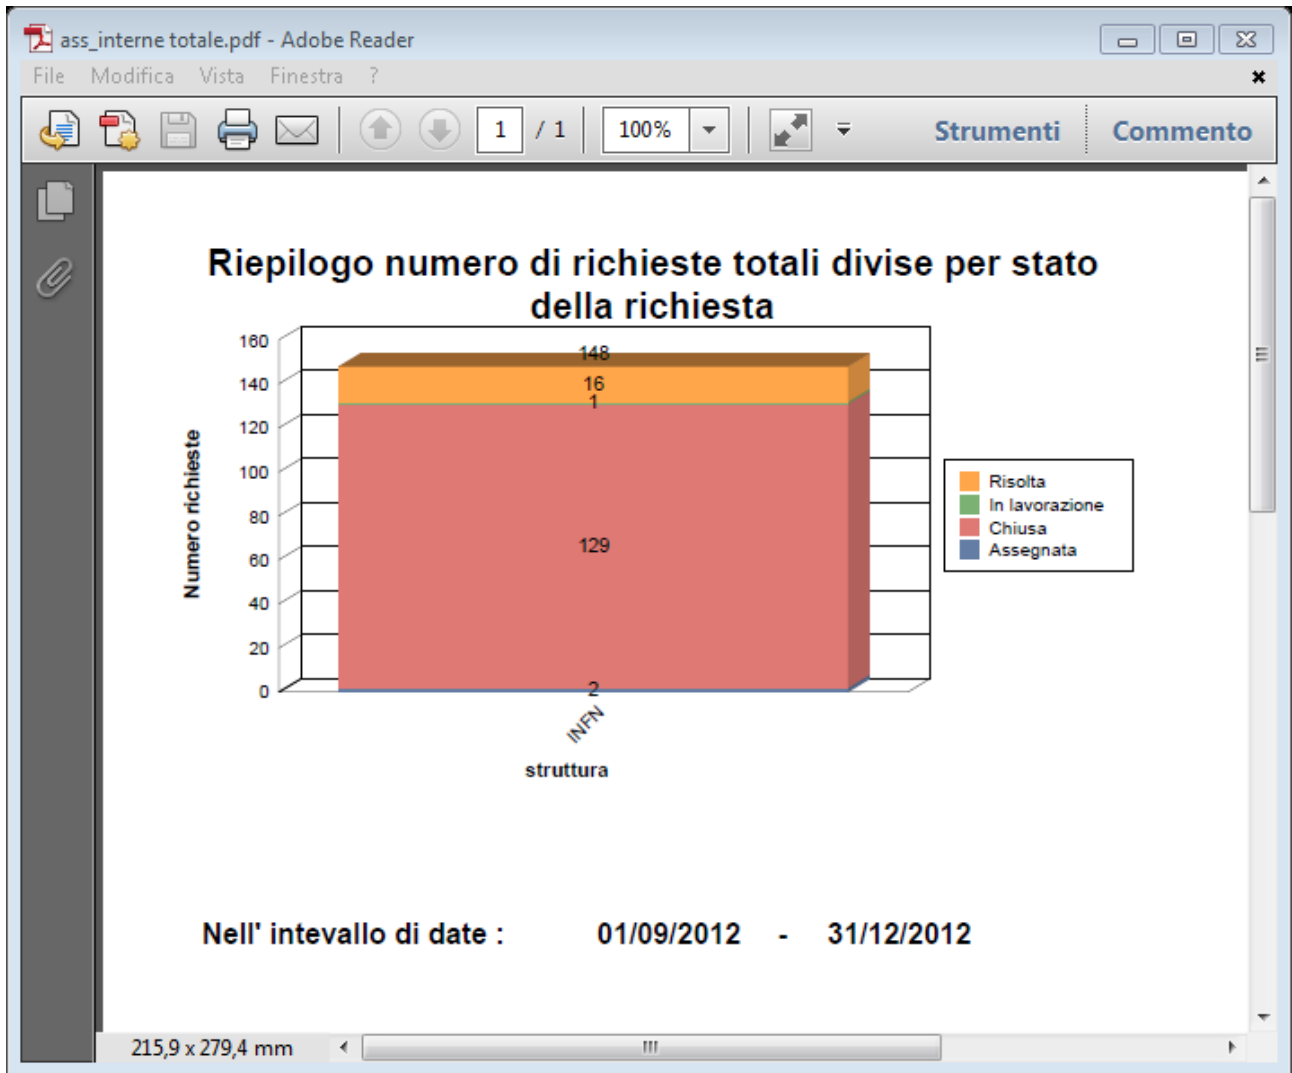 ass_interne totale.pdf - Adobe Reader
File Modifica Vista Finestra ?
1 / 1 100% Strumenti Commento
Riepilogo numero di richieste totali divise per stato
della richiesta
160
140
120
100
80
60
40
20
0
Numero richieste
148
16
1
129
2
INFN
struttura
Risolta
In lavorazione
Chiusa
Assegnata
Nell' intevallo di date : 01/09/2012 - 31/12/2012
215,9 x 279,4 mm